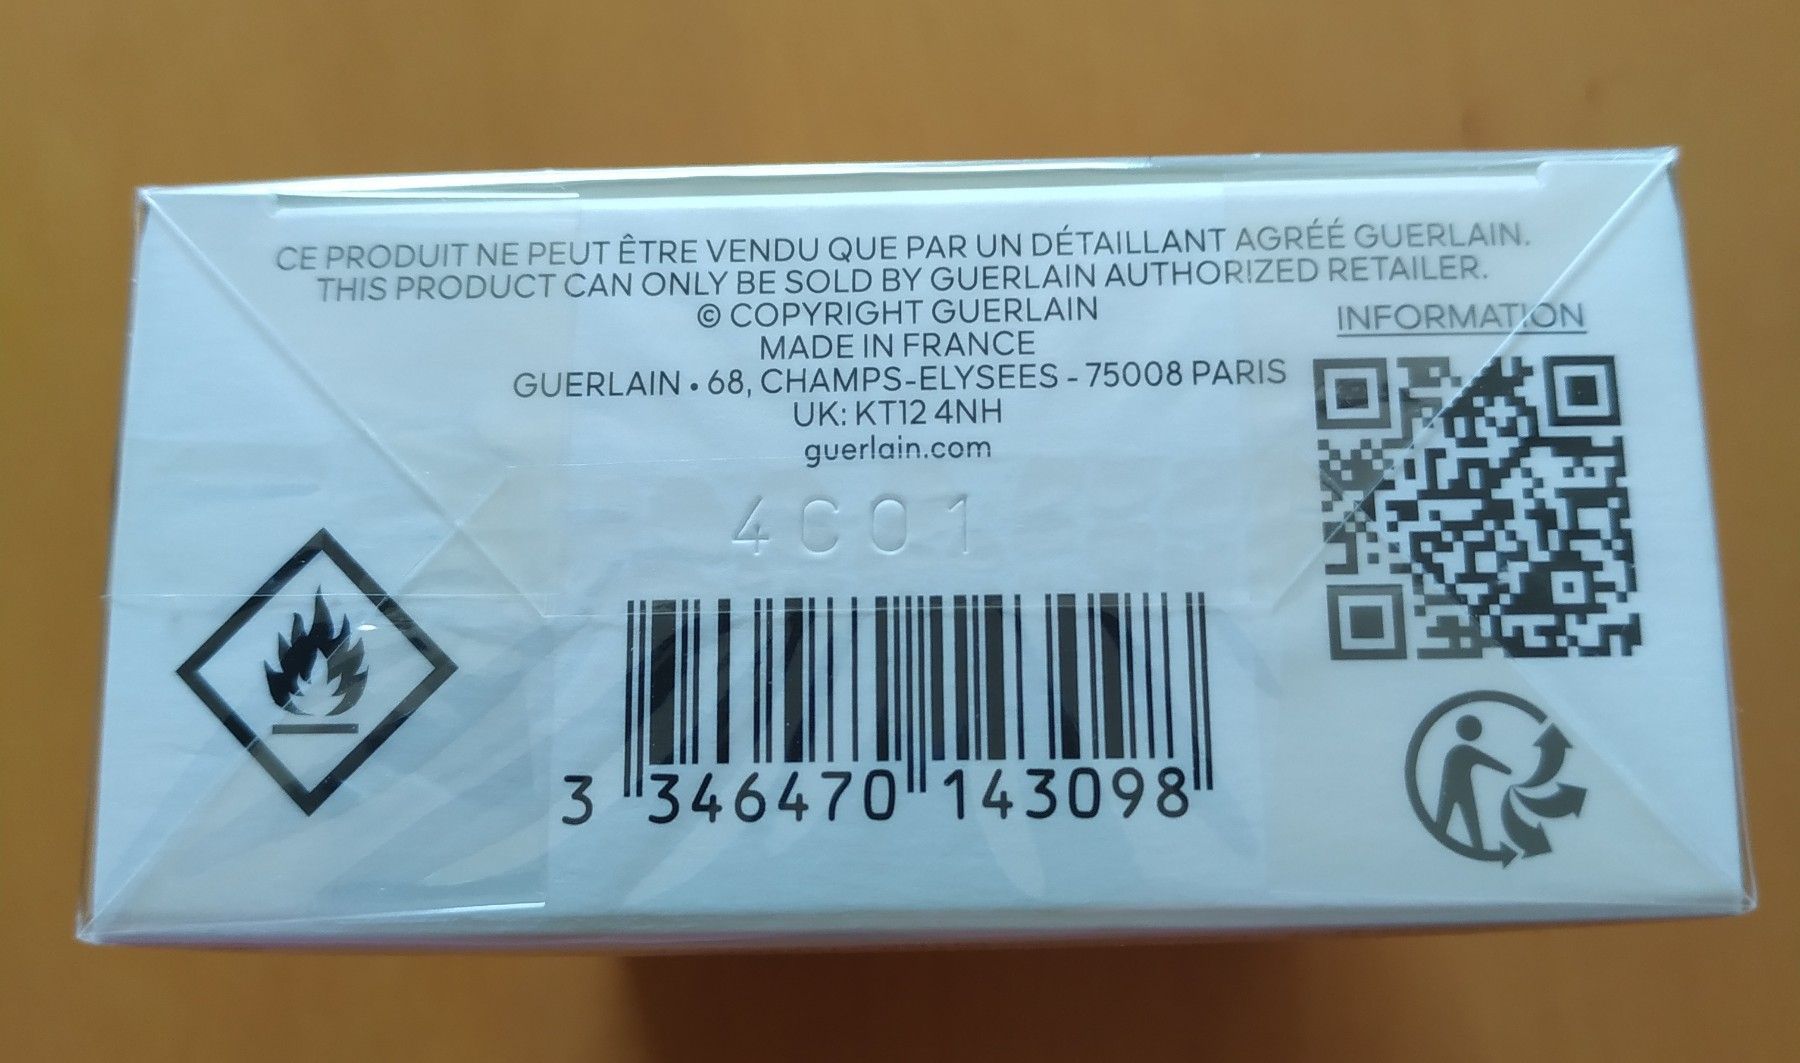 CE PRODUIT NE PEUT ÊTRE VENDU QUE PAR UN DÉTAILLANT AGRÉÉ GUERLAIN.
THIS PRODUCT CAN ONLY BE SOLD BY GUERLAIN AUTHORIZED RETAILER.
© COPYRIGHT GUERLAIN
MADE IN FRANCE
GUERLAIN • 68, CHAMPS-ELYSEES - 75008 PARIS
UK: KT12 4NH
guerlain.com
INFORMATION
4C01
3 346470 143098